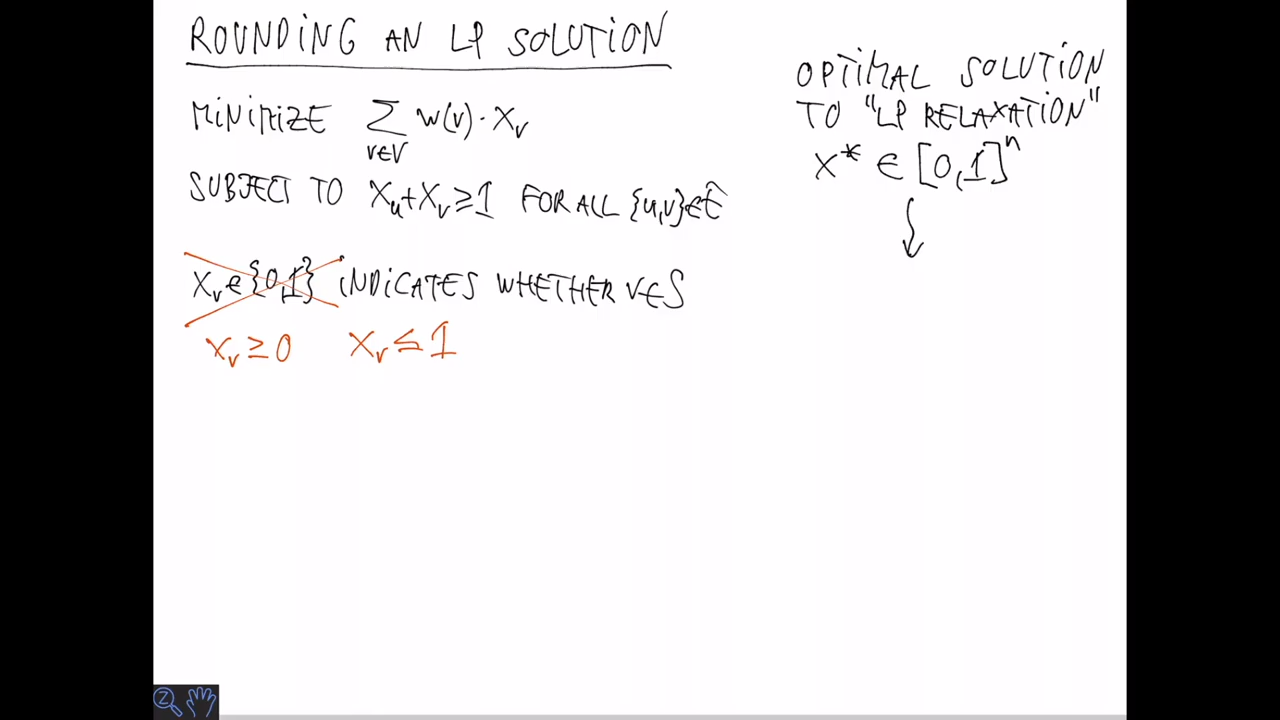 ROUNDING AN LP SOLUTION
MINIMIZE ∑ w(v)·x_v
v∈V
SUBJECT TO x_u+x_v≥1 FOR ALL {u,v}∈E
x_v∈{0,1} INDICATES WHETHER v∈S
x_v≥0 x_v≤1
OPTIMAL SOLUTION
TO "LP RELAXATION"
x*∈[0,1]^n
Z